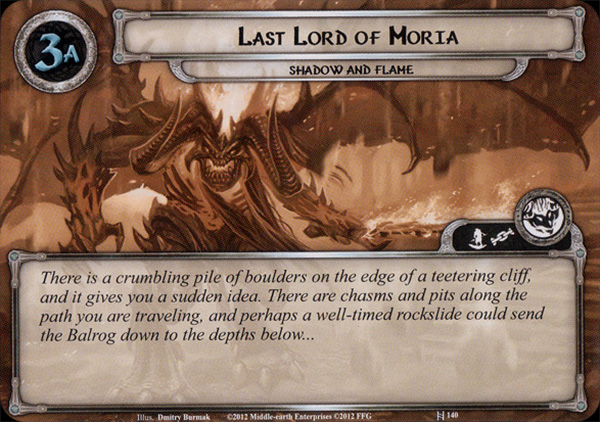 3A
Last Lord of Moria
Shadow and Flame
There is a crumbling pile of boulders on the edge of a teetering cliff,
and it gives you a sudden idea. There are chasms and pits along the
path you are traveling, and perhaps a well-timed rockslide could send
the Balrog down to the depths below...
Illus. Dmitry Burmak ©2012 Middle-earth Enterprises ©2012 FFG 140